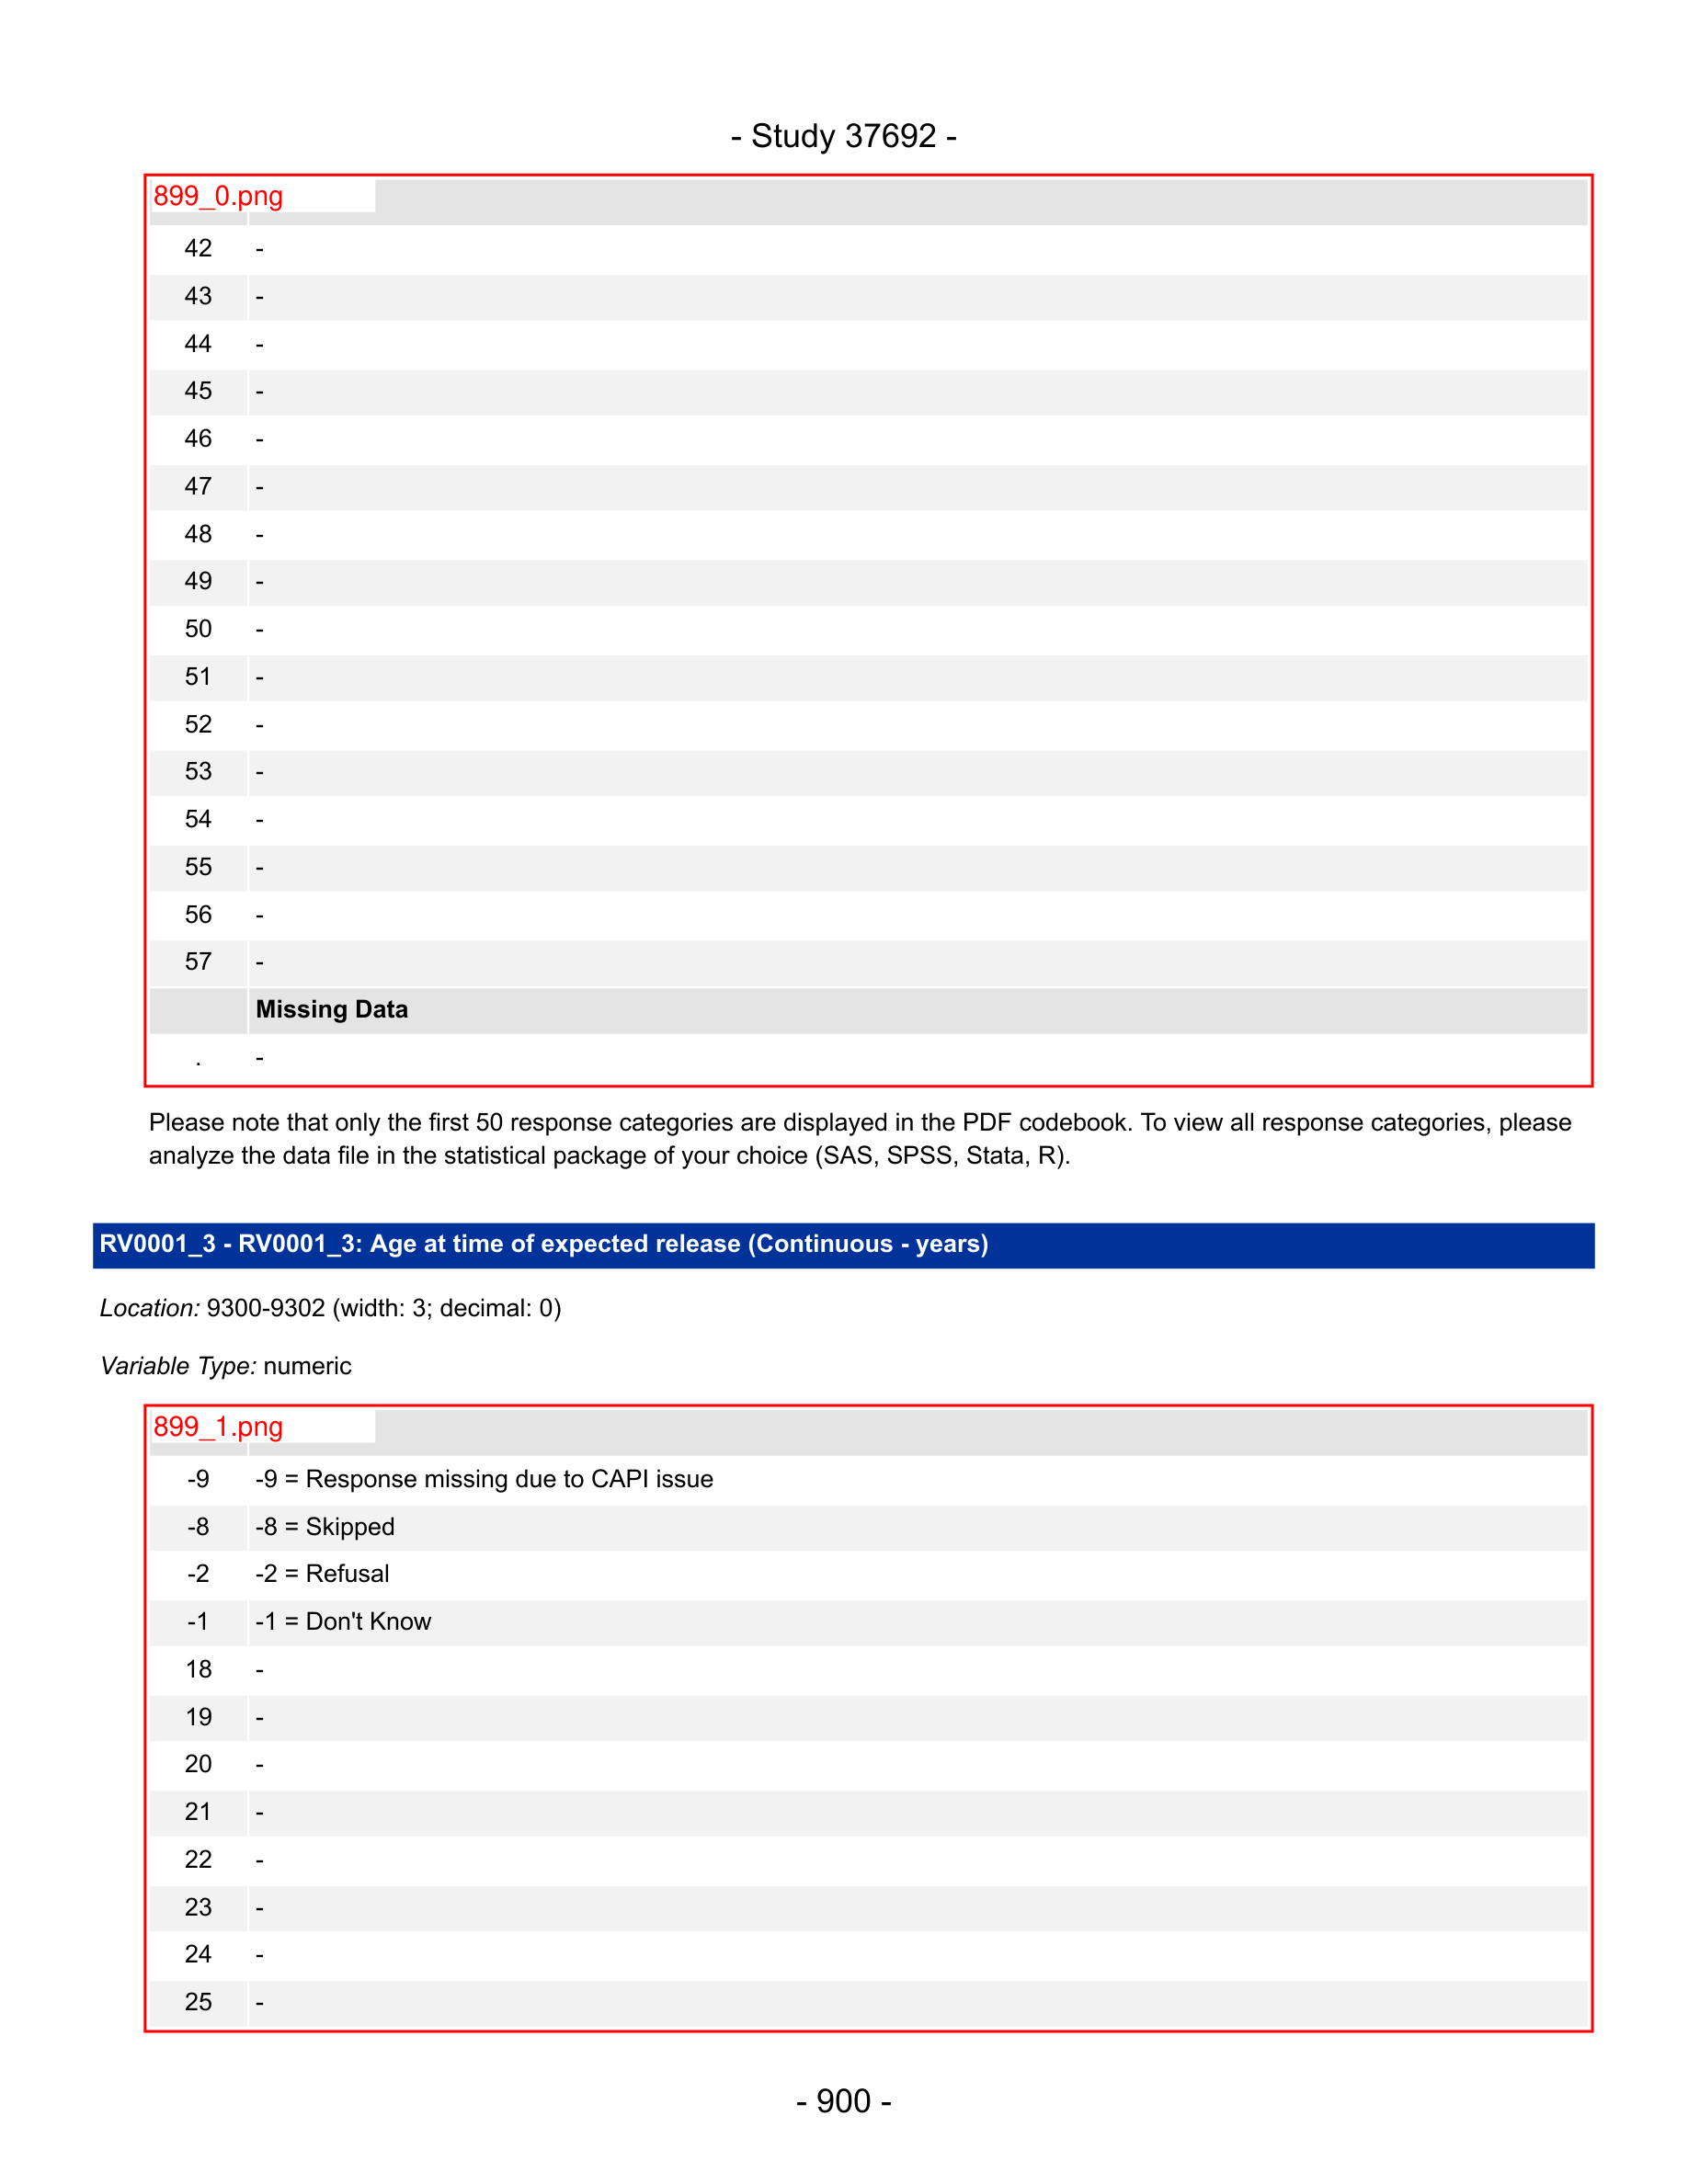 - Study 37692 -
899_0.png
42 -
43 -
44 -
45 -
46 -
47 -
48 -
49 -
50 -
51 -
52 -
53 -
54 -
55 -
56 -
57 -
Missing Data
. -
Please note that only the first 50 response categories are displayed in the PDF codebook. To view all response categories, please
analyze the data file in the statistical package of your choice (SAS, SPSS, Stata, R).
RV0001_3 - RV0001_3: Age at time of expected release (Continuous - years)
Location: 9300-9302 (width: 3; decimal: 0)
Variable Type: numeric
899_1.png
-9 -9 = Response missing due to CAPI issue
-8 -8 = Skipped
-2 -2 = Refusal
-1 -1 = Don't Know
18 -
19 -
20 -
21 -
22 -
23 -
24 -
25 -
- 900 -